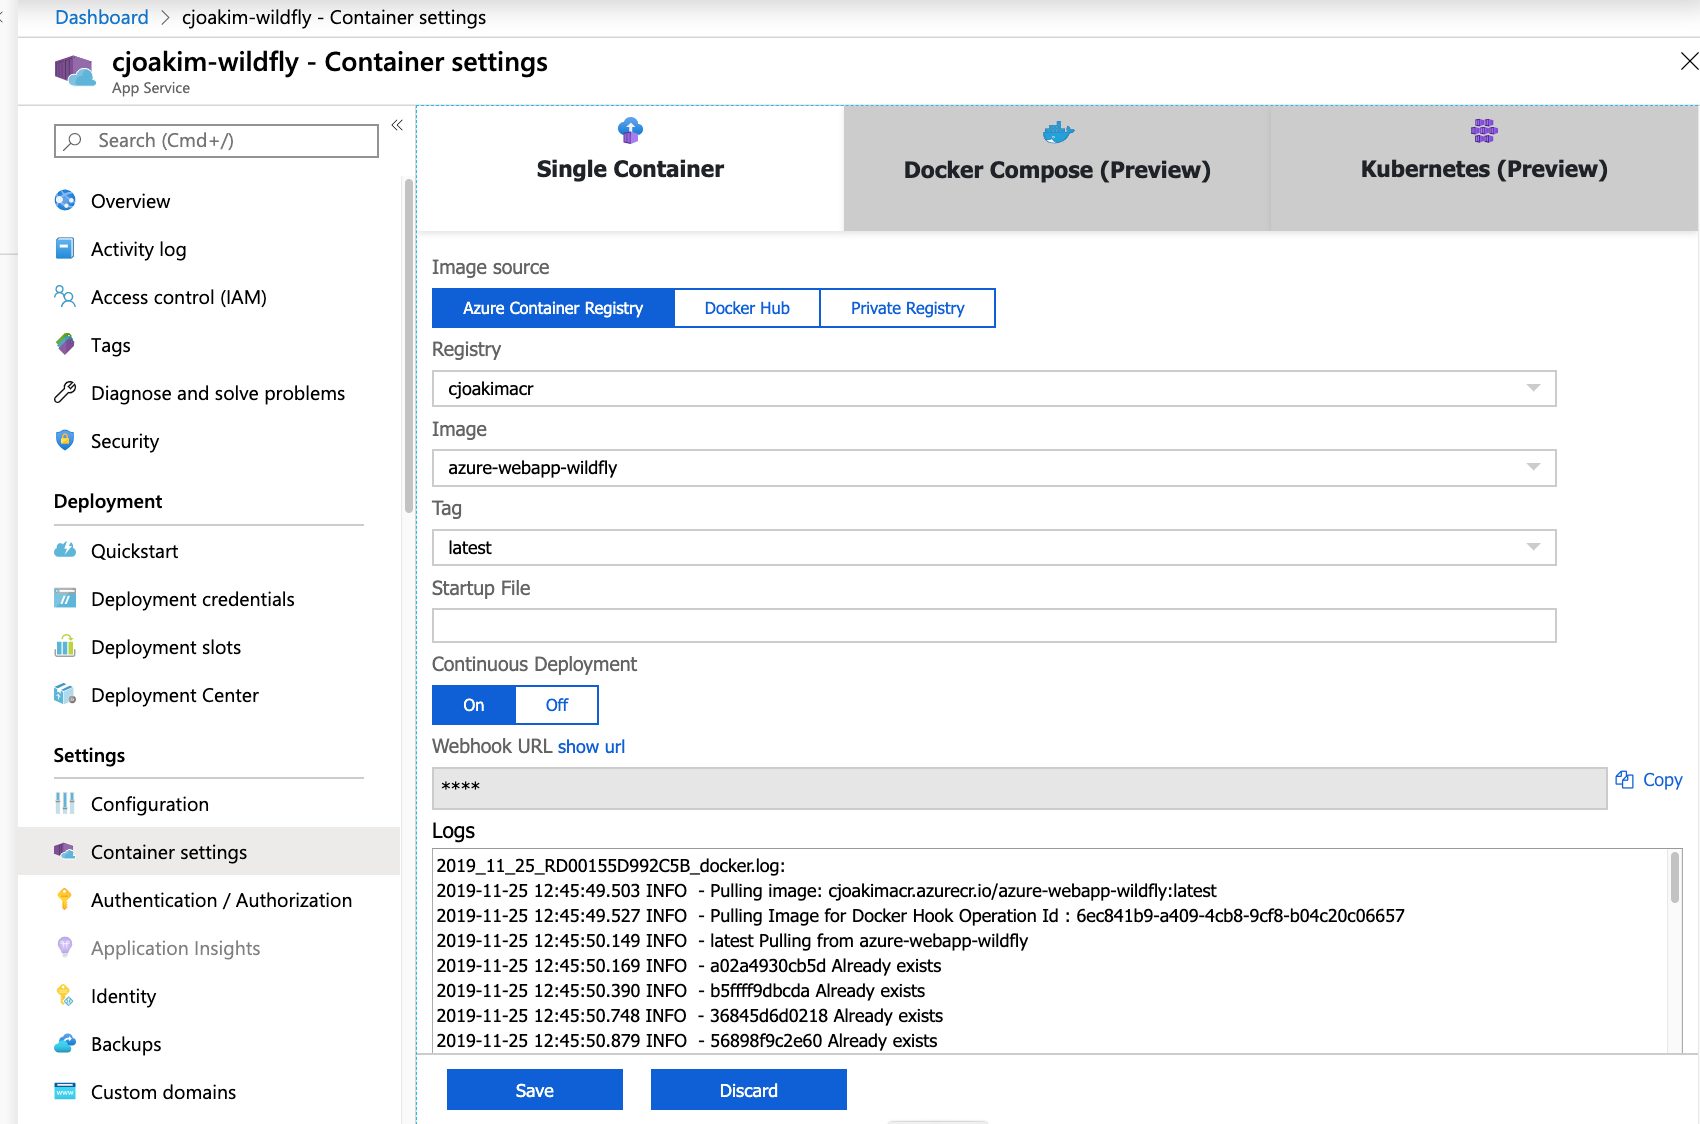 Dashboard > cjoakim-wildfly - Container settings
cjoakim-wildfly - Container settings
App Service
Search (Cmd+/)
«
Overview
Activity log
Access control (IAM)
Tags
Diagnose and solve problems
Security
Deployment
Quickstart
Deployment credentials
Deployment slots
Deployment Center
Settings
Configuration
Container settings
Authentication / Authorization
Application Insights
Identity
Backups
Custom domains
Single Container
Docker Compose (Preview)
Kubernetes (Preview)
Image source
Azure Container Registry
Docker Hub
Private Registry
Registry
cjoakimacr
Image
azure-webapp-wildfly
Tag
latest
Startup File
Continuous Deployment
On
Off
Webhook URL show url
****
Copy
Logs
2019_11_25_RD00155D992C5B_docker.log:
2019-11-25 12:45:49.503 INFO  - Pulling image: cjoakimacr.azurecr.io/azure-webapp-wildfly:latest
2019-11-25 12:45:49.527 INFO  - Pulling Image for Docker Hook Operation Id : 6ec841b9-a409-4cb8-9cf8-b04c20c06657
2019-11-25 12:45:50.149 INFO  - latest Pulling from azure-webapp-wildfly
2019-11-25 12:45:50.169 INFO  - a02a4930cb5d Already exists
2019-11-25 12:45:50.390 INFO  - b5ffff9dbcda Already exists
2019-11-25 12:45:50.748 INFO  - 36845d6d0218 Already exists
2019-11-25 12:45:50.879 INFO  - 56898f9c2e60 Already exists
Save
Discard